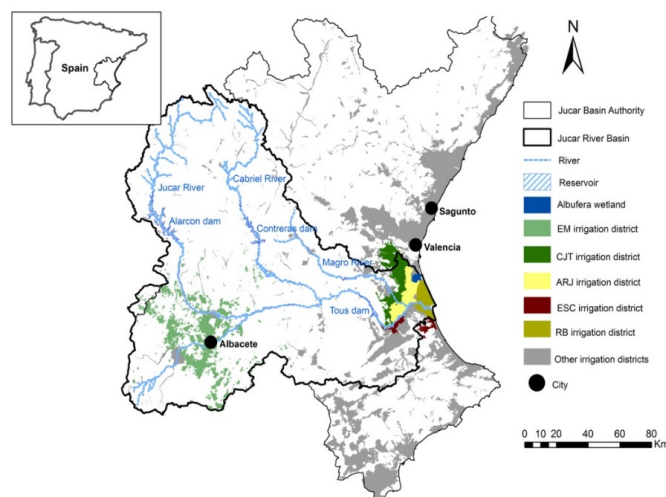 Spain
N
Jucar Basin Authority
Jucar River Basin
River
Reservoir
Albufera wetland
EM irrigation district
CJT irrigation district
ARJ irrigation district
ESC irrigation district
RB irrigation district
Other irrigation districts
City
Cabriel River
Jucar River
Alarcon dam
Contreras dam
Magro River
Tous dam
Sagunto
Valencia
Albacete
0 10 20 40 60 80
Km